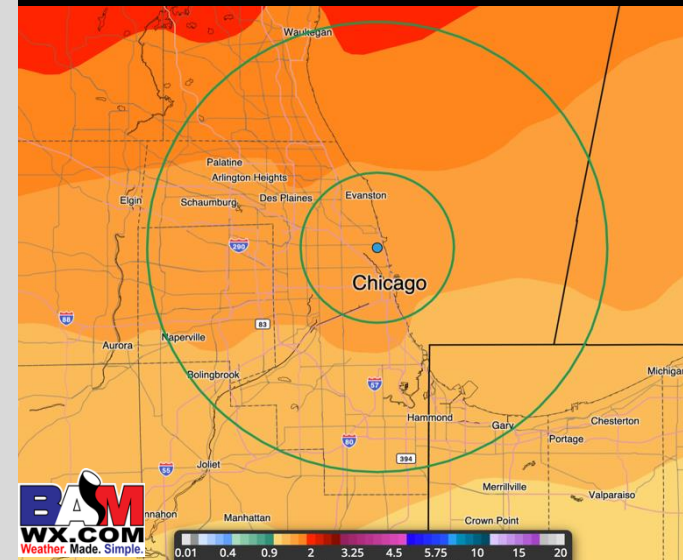 Waukegan
Palatine
Arlington Heights
Elgin
Schaumburg
Des Plaines
Evanston
290
Chicago
88
83
Naperville
Aurora
Bolingbrook
57
Michigan
Hammond
Gary
Chesterton
80
Portage
394
Joliet
55
Merrillville
Valparaiso
nnahon
Manhattan
Crown Point
BAM
WX.COM
Weather. Made. Simple.
0.01 0.4 0.9 2 3.25 4.5 5.75 10 15 20